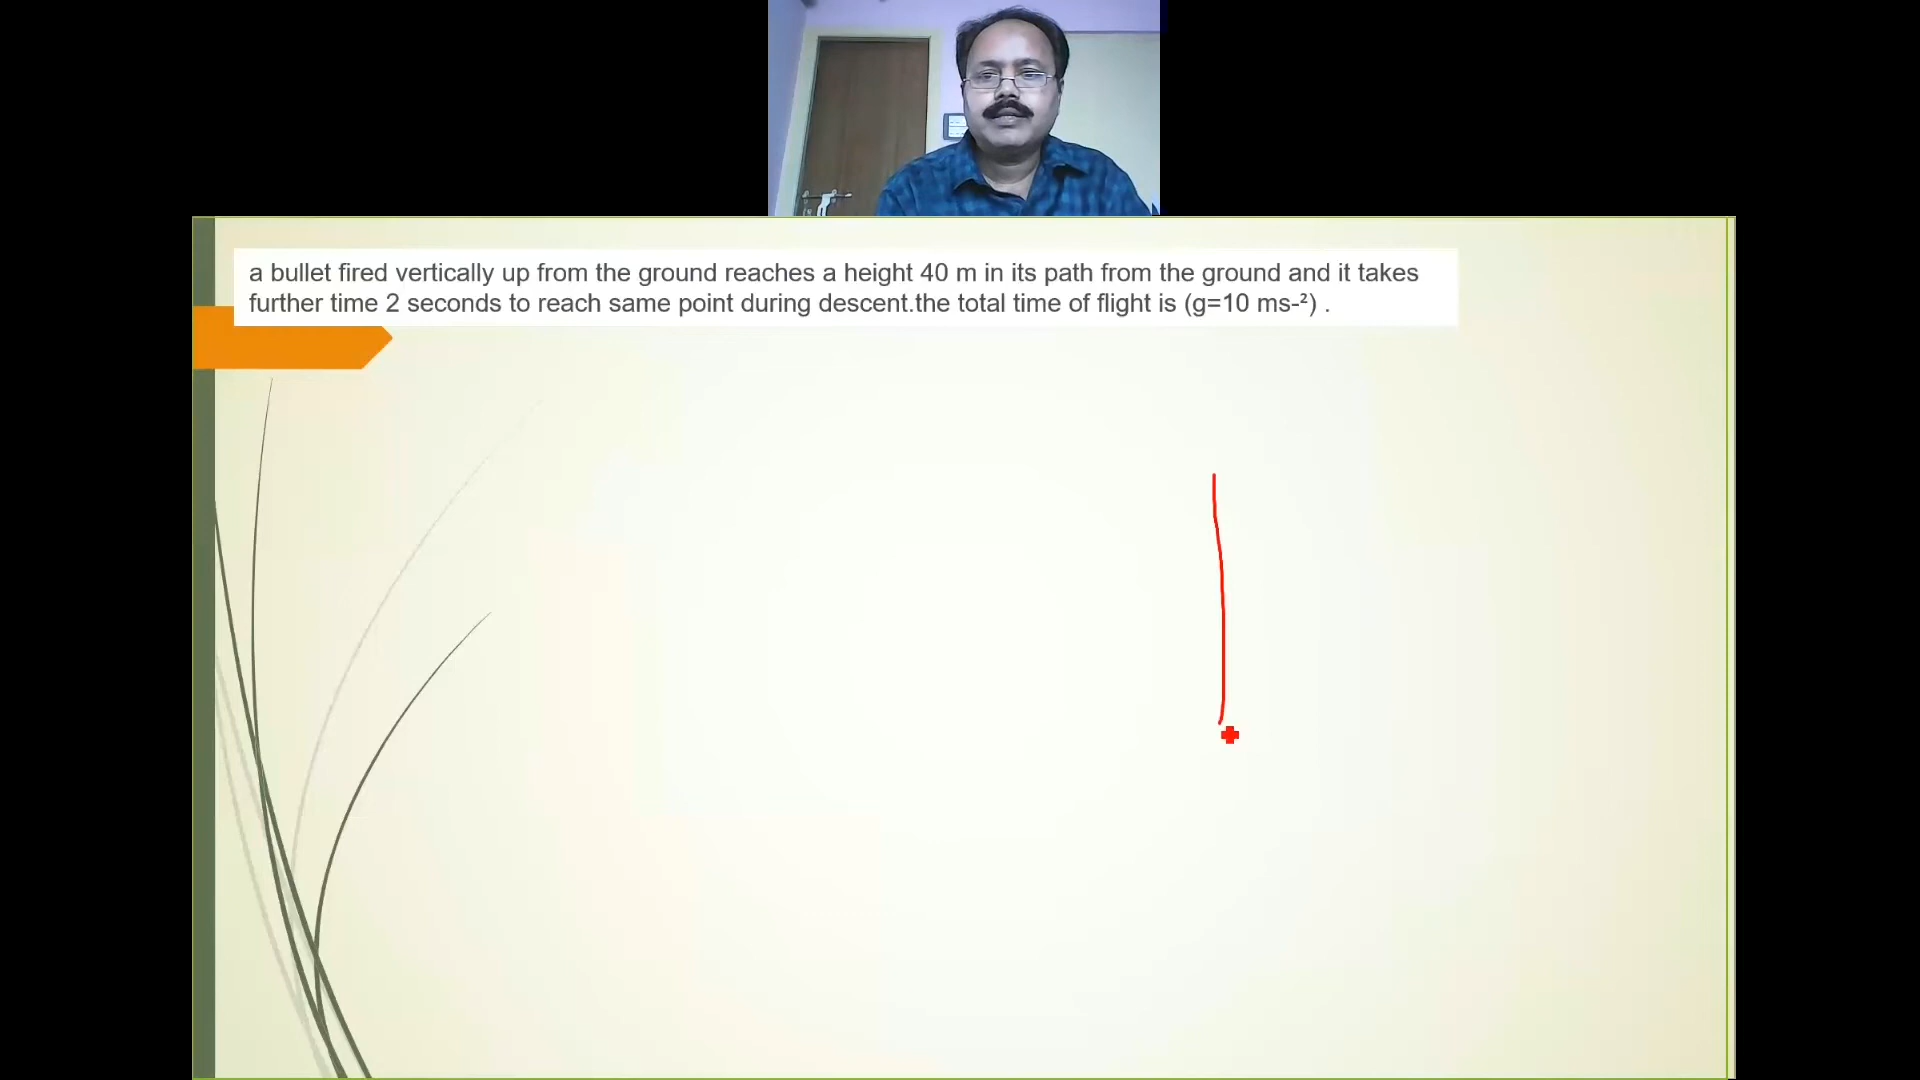 a bullet fired vertically up from the ground reaches a height 40 m in its path from the ground and it takes
further time 2 seconds to reach same point during descent.the total time of flight is (g=10 ms-²) .